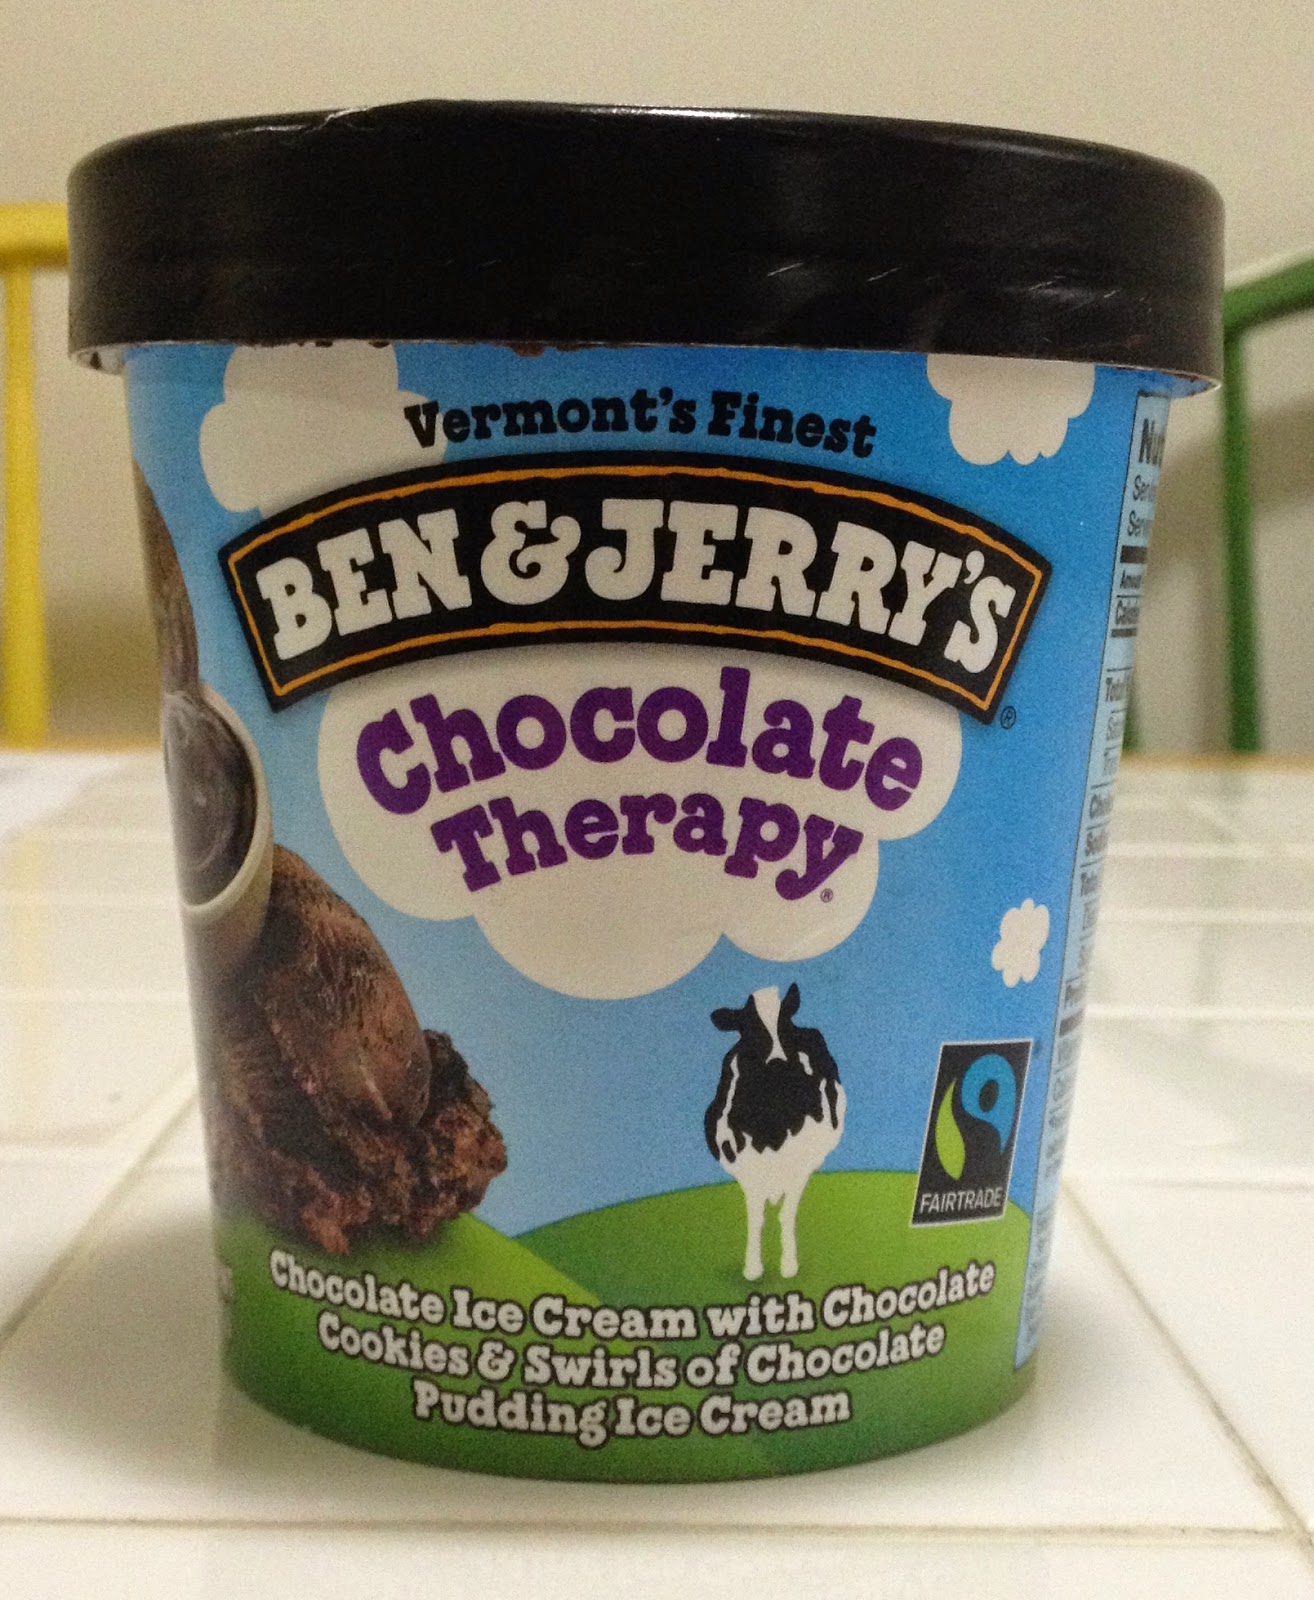 Vermont's Finest
BEN & JERRY'S®
Chocolate
Therapy®
FAIRTRADE
Chocolate Ice Cream with Chocolate
Cookies & Swirls of Chocolate
Pudding Ice Cream